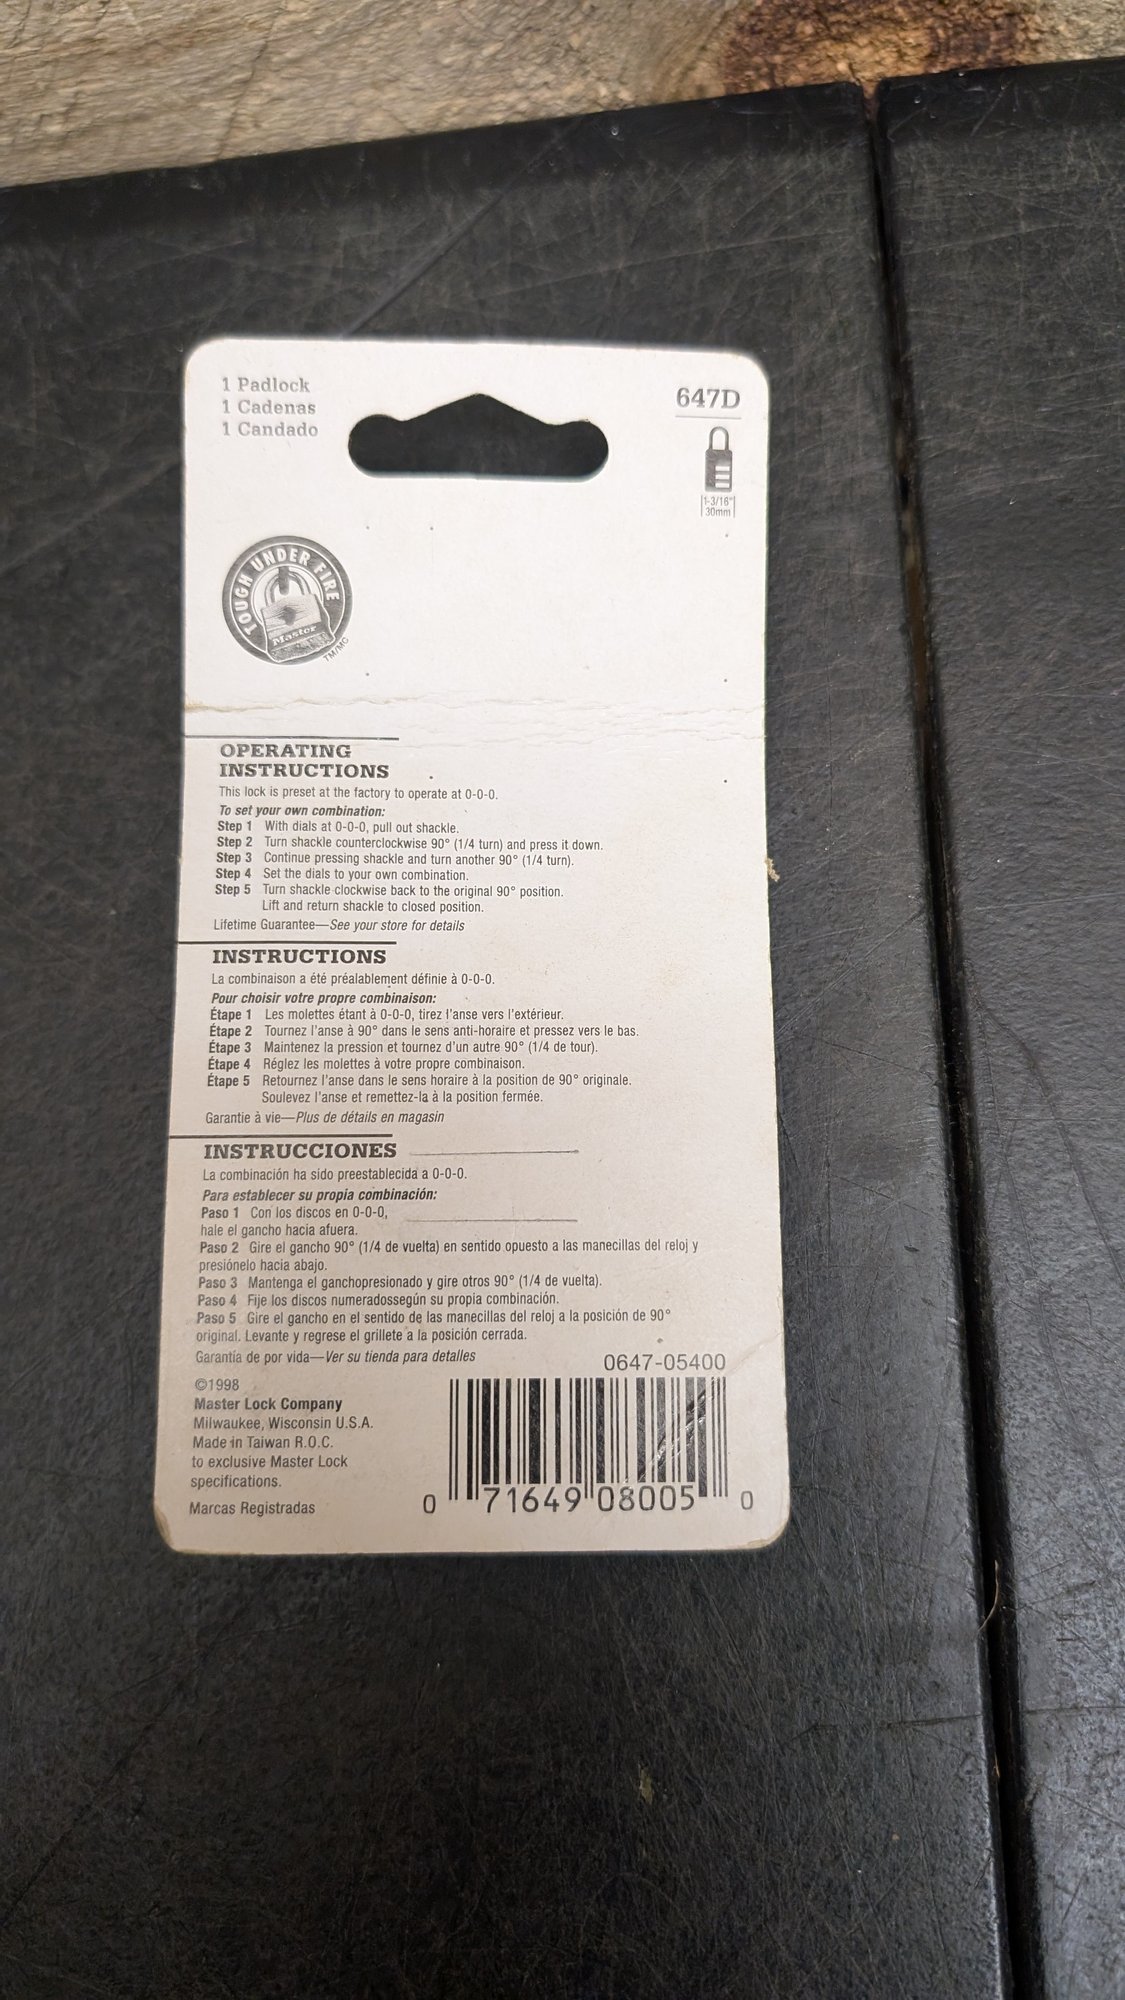 1 Padlock
1 Cadenas
1 Candado
647D
1-3/16"
30mm
TOUGH UNDER FIRE
Master
TM/MC
OPERATING
INSTRUCTIONS
This lock is preset at the factory to operate at 0-0-0.
To set your own combination:
Step 1 With dials at 0-0-0, pull out shackle.
Step 2 Turn shackle counterclockwise 90° (1/4 turn) and press it down.
Step 3 Continue pressing shackle and turn another 90° (1/4 turn).
Step 4 Set the dials to your own combination.
Step 5 Turn shackle clockwise back to the original 90° position.
Lift and return shackle to closed position.
Lifetime Guarantee—See your store for details
INSTRUCTIONS
La combinaison a été préalablement définie à 0-0-0.
Pour choisir votre propre combinaison:
Étape 1 Les molettes étant à 0-0-0, tirez l'anse vers l'extérieur.
Étape 2 Tournez l'anse à 90° dans le sens anti-horaire et pressez vers le bas.
Étape 3 Maintenez la pression et tournez d'un autre 90° (1/4 de tour).
Étape 4 Réglez les molettes à votre propre combinaison.
Étape 5 Retournez l'anse dans le sens horaire à la position de 90° originale.
Soulevez l'anse et remettez-la à la position fermée.
Garantie à vie—Plus de détails en magasin
INSTRUCCIONES
La combinación ha sido preestablecida a 0-0-0.
Para establecer su propia combinación:
Paso 1 Con los discos en 0-0-0,
hale el gancho hacia afuera.
Paso 2 Gire el gancho 90° (1/4 de vuelta) en sentido opuesto a las manecillas del reloj y
presiónelo hacia abajo.
Paso 3 Mantenga el ganchopresionado y gire otros 90° (1/4 de vuelta).
Paso 4 Fije los discos numeradossegún su propia combinación.
Paso 5 Gire el gancho en el sentido de las manecillas del reloj a la posición de 90°
original. Levante y regrese el grillete a la posición cerrada.
Garantía de por vida—Ver su tienda para detalles
©1998
Master Lock Company
Milwaukee, Wisconsin U.S.A.
Made in Taiwan R.O.C.
to exclusive Master Lock
specifications.
Marcas Registradas
0647-05400
0 71649 08005 0